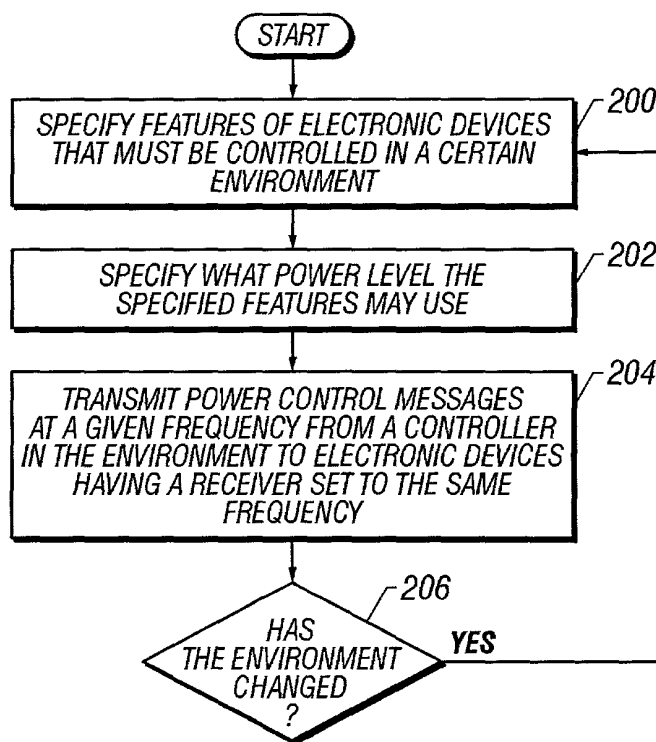 START
200
SPECIFY FEATURES OF ELECTRONIC DEVICES
THAT MUST BE CONTROLLED IN A CERTAIN
ENVIRONMENT
202
SPECIFY WHAT POWER LEVEL THE
SPECIFIED FEATURES MAY USE
204
TRANSMIT POWER CONTROL MESSAGES
AT A GIVEN FREQUENCY FROM A CONTROLLER
IN THE ENVIRONMENT TO ELECTRONIC DEVICES
HAVING A RECEIVER SET TO THE SAME
FREQUENCY
206
HAS
THE ENVIRONMENT
CHANGED
?
YES